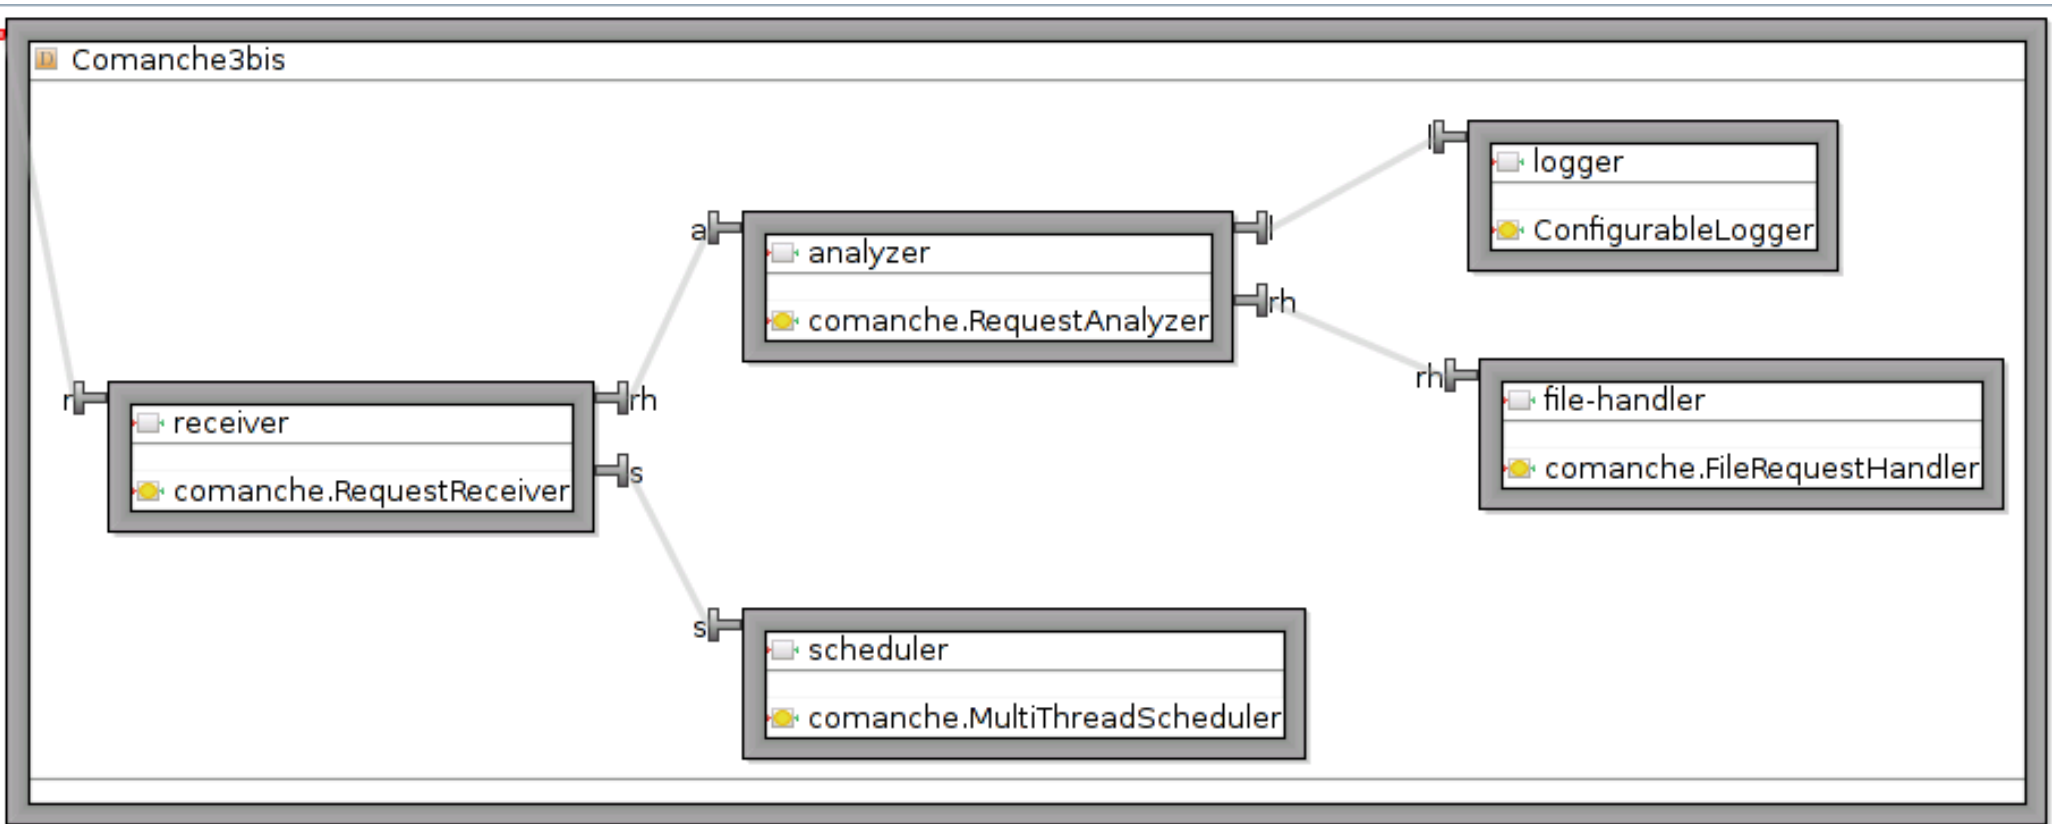 D Comanche3bis
l
logger
ConfigurableLogger
a
analyzer
comanche.RequestAnalyzer
l
rh
rh
file-handler
comanche.FileRequestHandler
r
receiver
comanche.RequestReceiver
rh
s
s
scheduler
comanche.MultiThreadScheduler